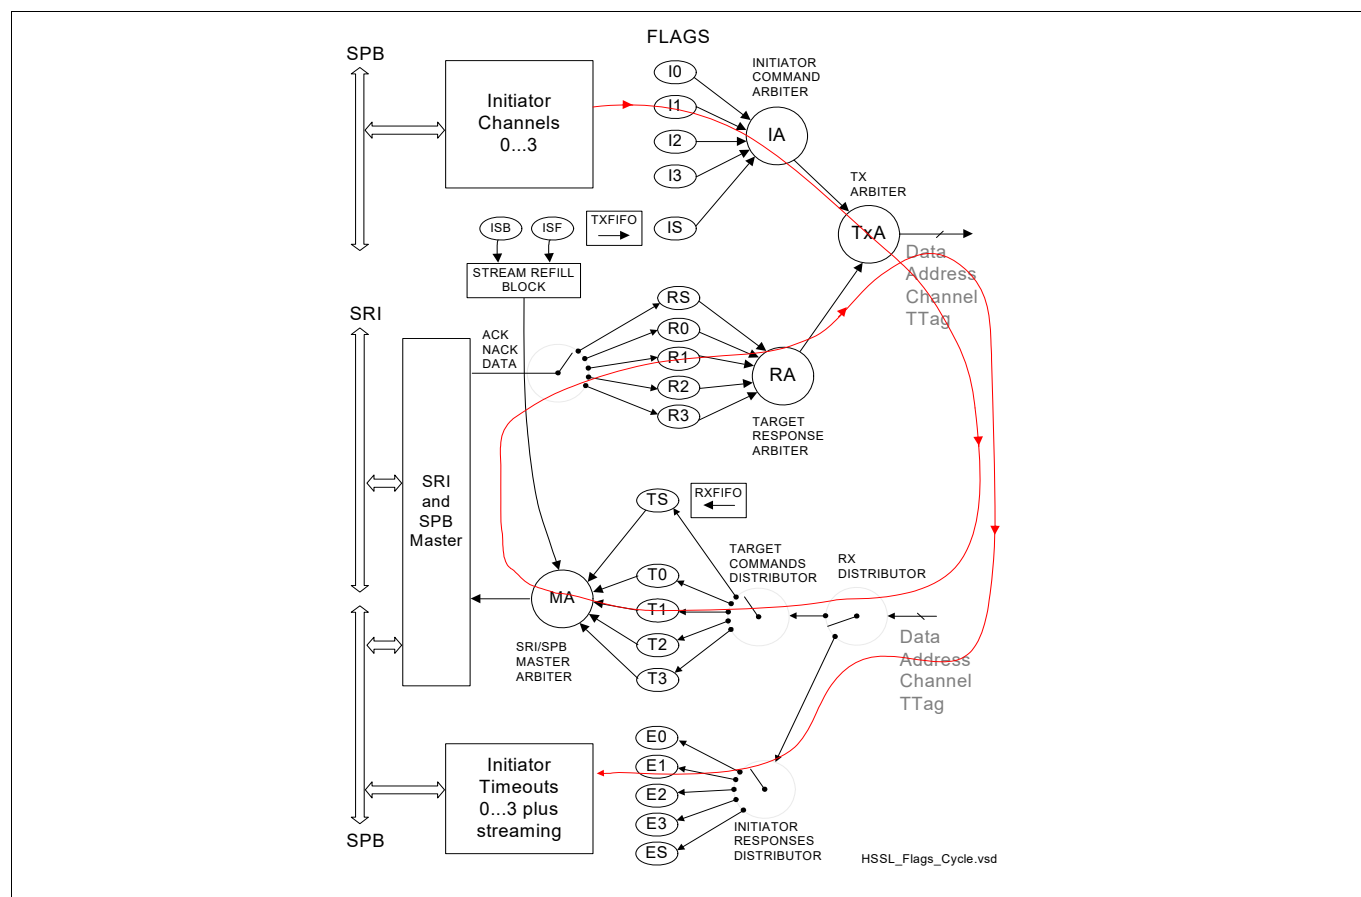 FLAGS
SPB
Initiator
Channels
0...3
I0
I1
I2
I3
IS
INITIATOR
COMMAND
ARBITER
IA
TX
ARBITER
TxA
Data
Address
Channel
TTag
ISB
ISF
TXFIFO
STREAM REFILL
BLOCK
SRI
ACK
NACK
DATA
RS
R0
R1
R2
R3
RA
TARGET
RESPONSE
ARBITER
SRI
and
SPB
Master
TS
RXFIFO
T0
T1
T2
T3
TARGET
COMMANDS
DISTRIBUTOR
RX
DISTRIBUTOR
MA
SRI/SPB
MASTER
ARBITER
Data
Address
Channel
TTag
Initiator
Timeouts
0...3 plus
streaming
SPB
E0
E1
E2
E3
ES
INITIATOR
RESPONSES
DISTRIBUTOR
HSSL_Flags_Cycle.vsd